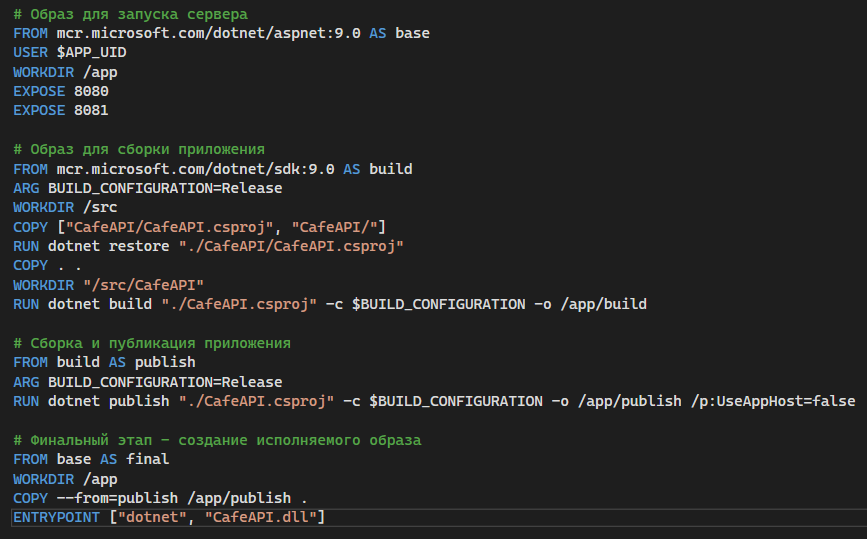 # Образ для запуска сервера
FROM mcr.microsoft.com/dotnet/aspnet:9.0 AS base
USER $APP_UID
WORKDIR /app
EXPOSE 8080
EXPOSE 8081
# Образ для сборки приложения
FROM mcr.microsoft.com/dotnet/sdk:9.0 AS build
ARG BUILD_CONFIGURATION=Release
WORKDIR /src
COPY ["CafeAPI/CafeAPI.csproj", "CafeAPI/"]
RUN dotnet restore "./CafeAPI/CafeAPI.csproj"
COPY . .
WORKDIR "/src/CafeAPI"
RUN dotnet build "./CafeAPI.csproj" -c $BUILD_CONFIGURATION -o /app/build
# Сборка и публикация приложения
FROM build AS publish
ARG BUILD_CONFIGURATION=Release
RUN dotnet publish "./CafeAPI.csproj" -c $BUILD_CONFIGURATION -o /app/publish /p:UseAppHost=false
# Финальный этап - создание исполняемого образа
FROM base AS final
WORKDIR /app
COPY --from=publish /app/publish .
ENTRYPOINT ["dotnet", "CafeAPI.dll"]